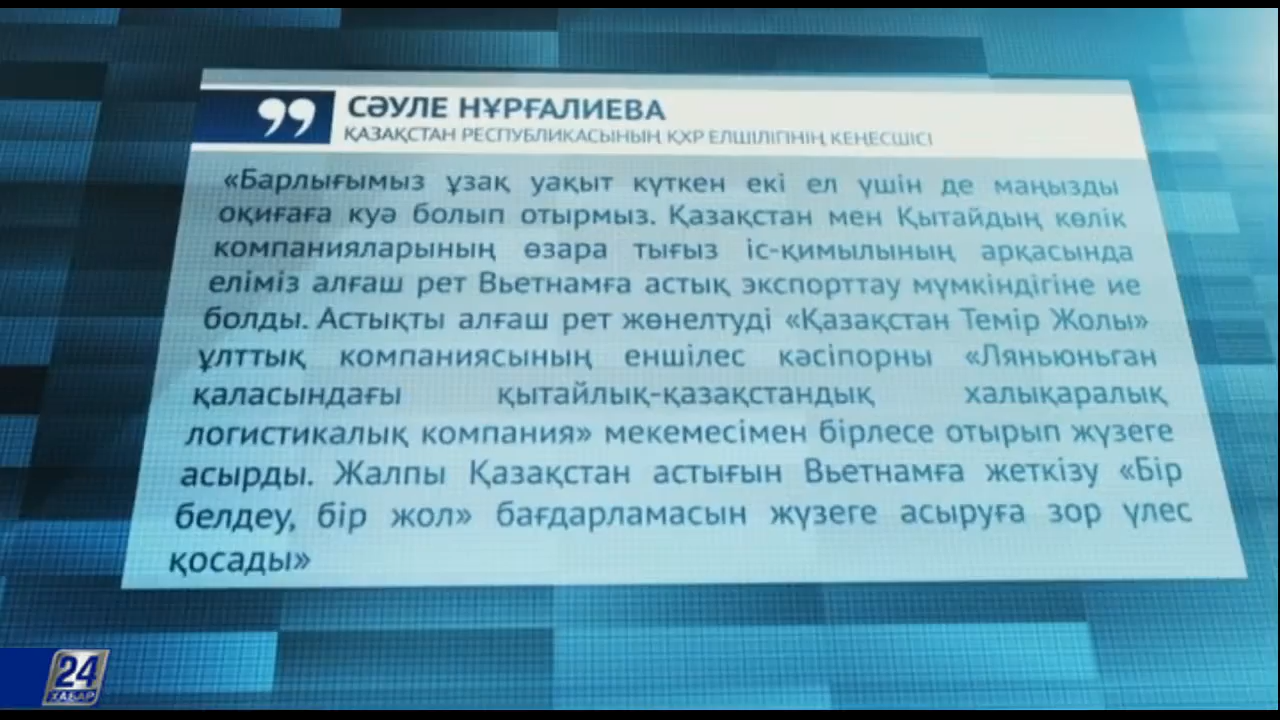 СӘУЛЕ НҰРҒАЛИЕВА
ҚАЗАҚСТАН РЕСПУБЛИКАСЫНЫҢ ҚХР ЕЛШІЛІГІНІҢ КЕҢЕСШІСІ
«Барлығымыз ұзақ уақыт күткен екі ел үшін де маңызды
оқиғаға куә болып отырмыз. Қазақстан мен Қытайдың көлік
компанияларының өзара тығыз іс-қимылының арқасында
еліміз алғаш рет Вьетнамға астық экспорттау мүмкіндігіне ие
болды. Астықты алғаш рет жөнелтуді «Қазақстан Темір Жолы»
ұлттық компаниясының еншілес кәсіпорны «Ляньюньган
қаласындағы қытайлық-қазақстандық халықаралық
логистикалық компания» мекемесімен бірлесе отырып жүзеге
асырды. Жалпы Қазақстан астығын Вьетнамға жеткізу «Бір
белдеу, бір жол» бағдарламасын жүзеге асыруға зор үлес
қосады»
24
ХАБАР